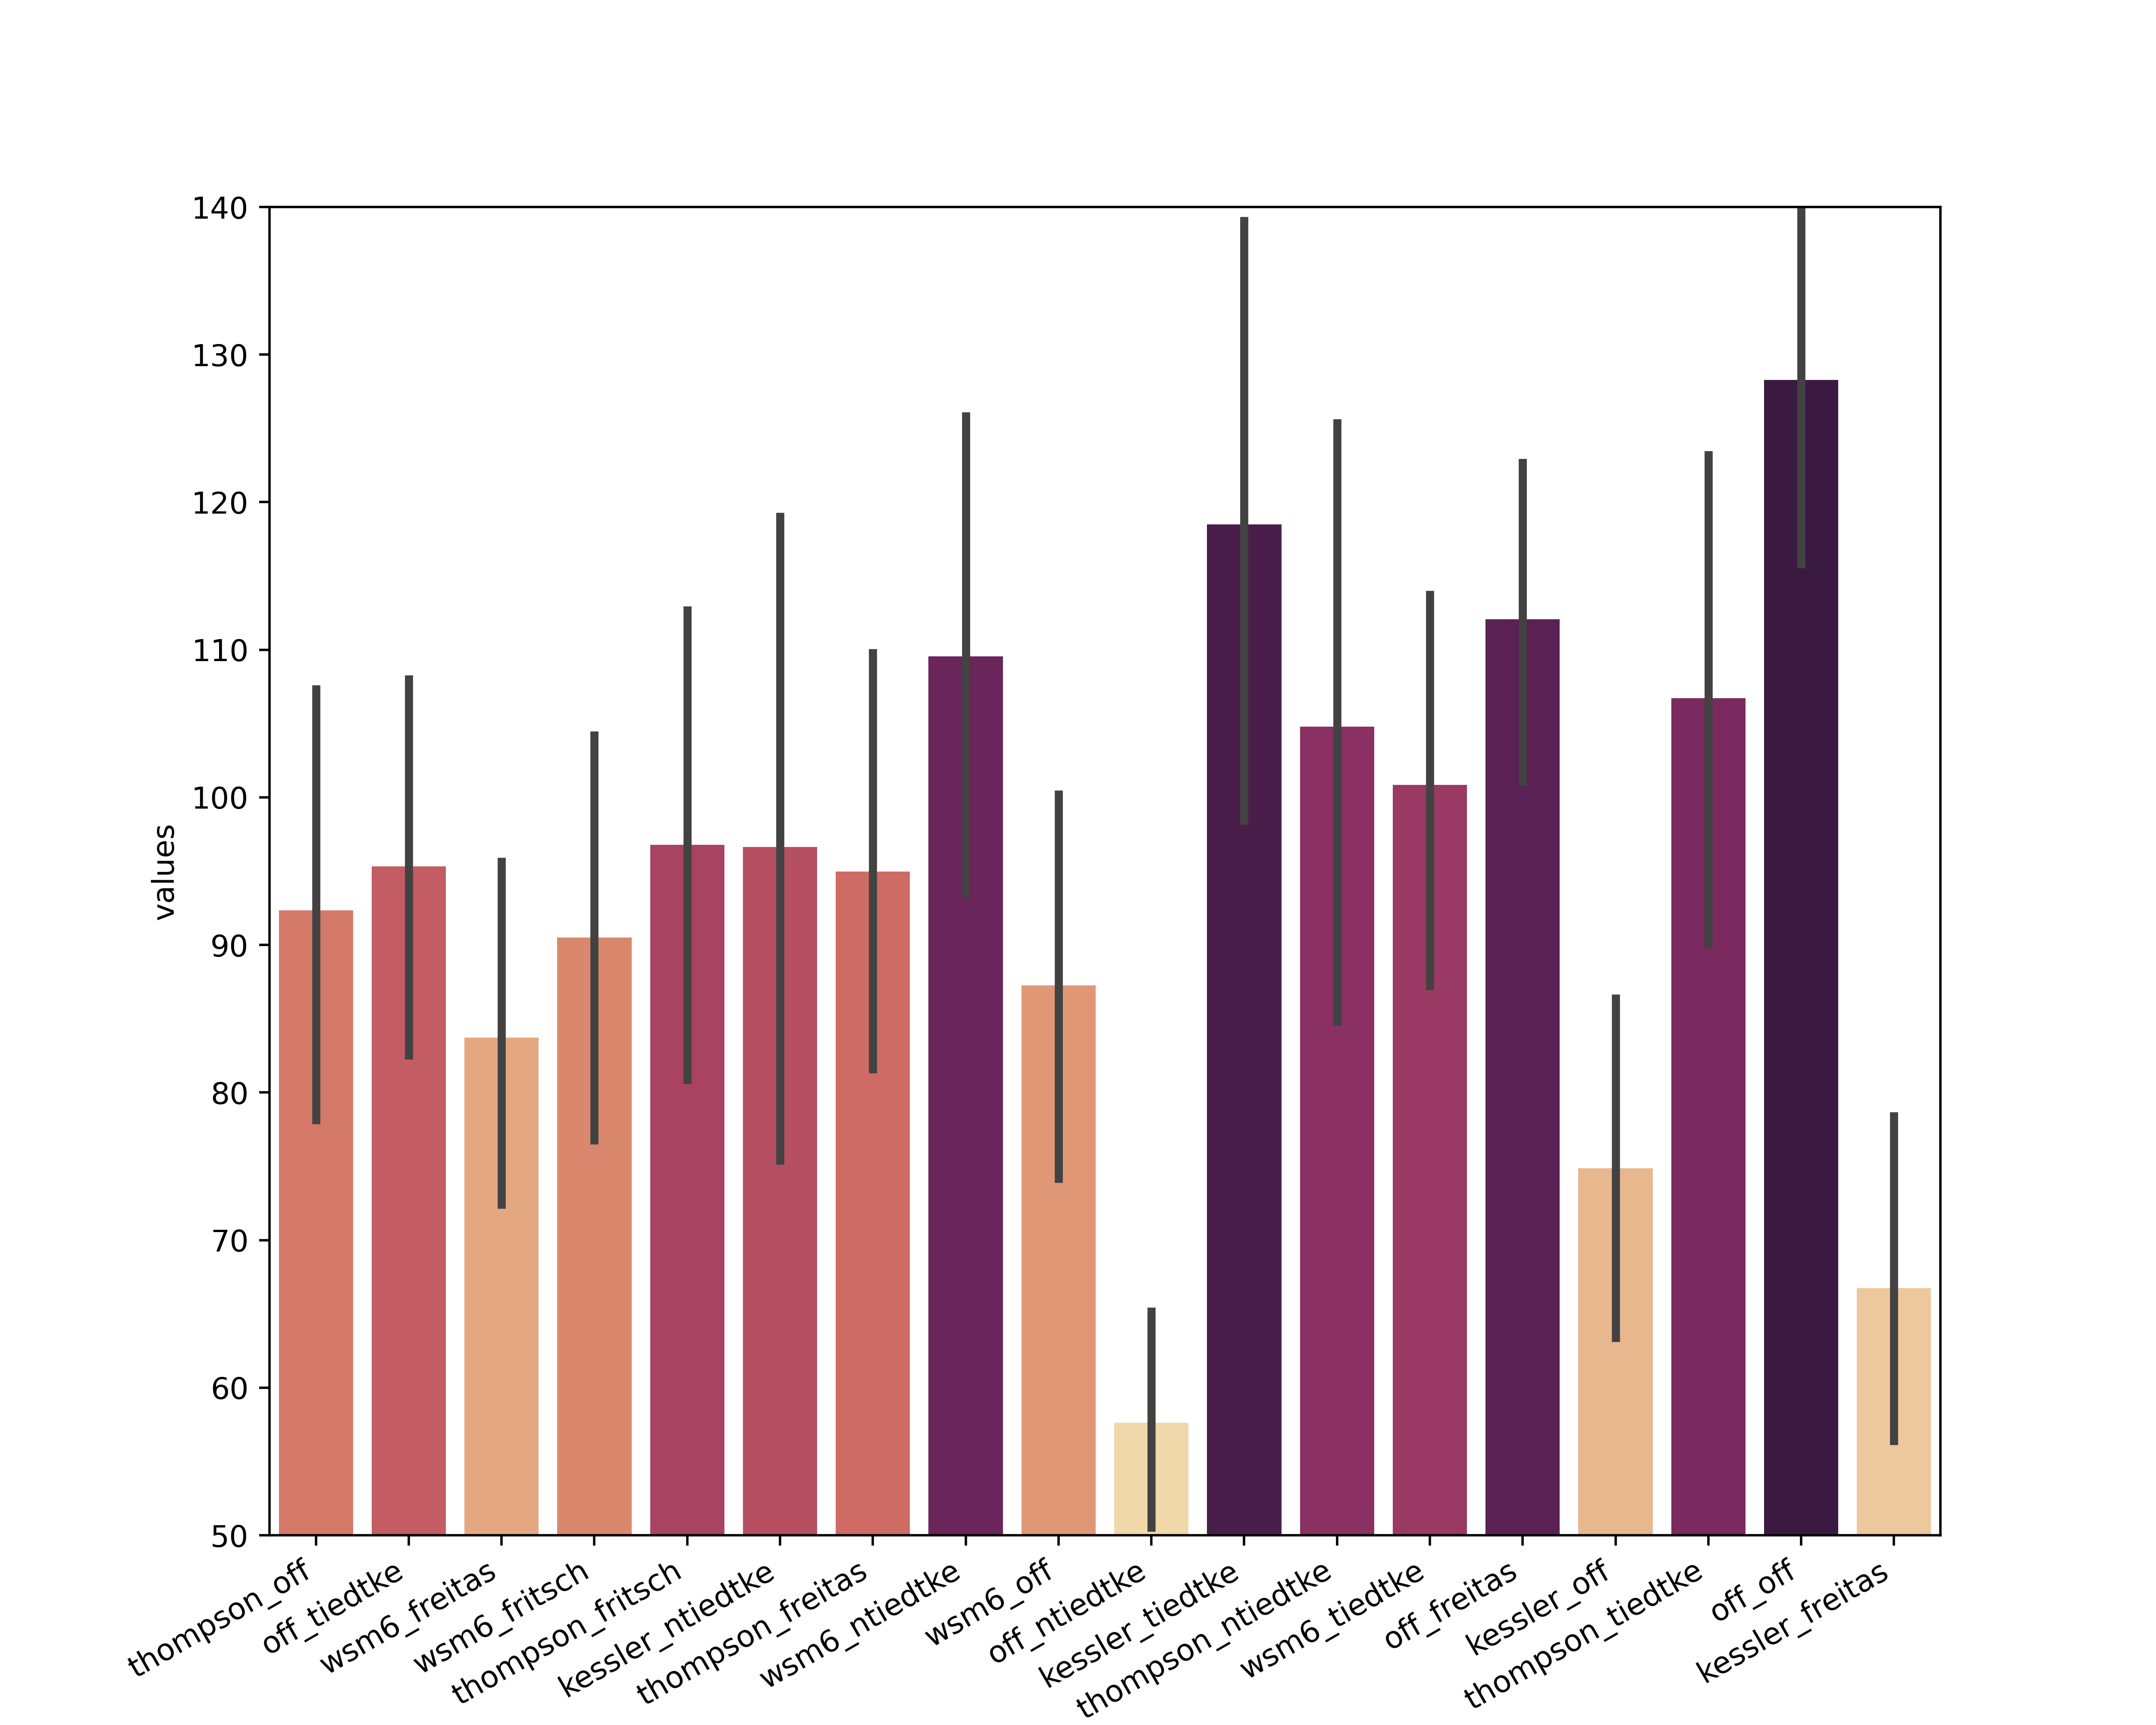 140
130
120
110
100
90
80
70
60
50
values
thompson_off
off_tiedtke
wsm6_freitas
wsm6_fritsch
thompson_fritsch
kessler_ntiedtke
thompson_freitas
wsm6_ntiedtke
wsm6_off
off_ntiedtke
kessler_tiedtke
thompson_ntiedtke
wsm6_tiedtke
off_freitas
kessler_off
thompson_tiedtke
off_off
kessler_freitas